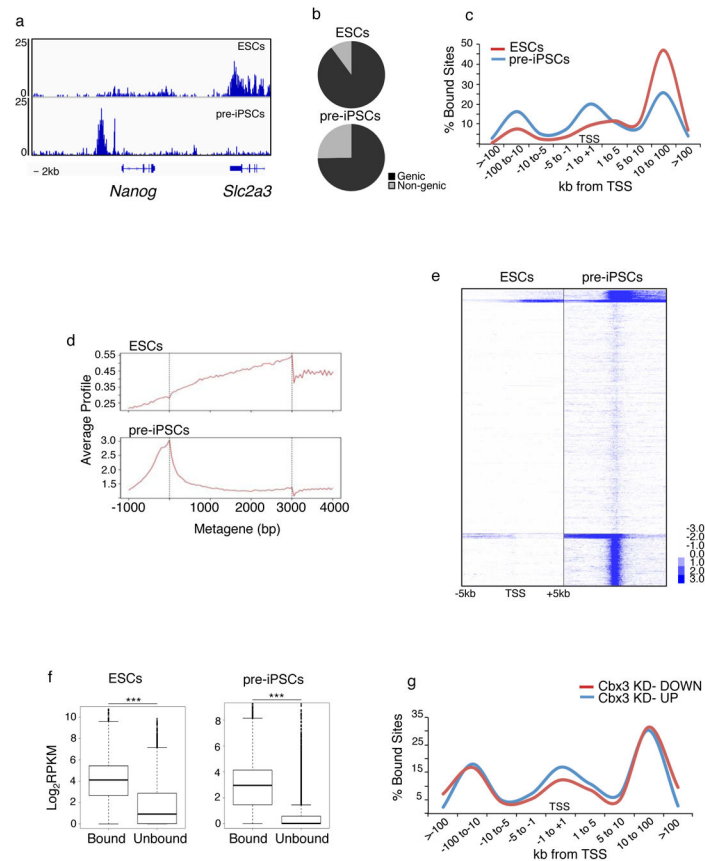 a
25
ESCs
0
25
pre-iPSCs
0
– 2kb
Nanog
Slc2a3
b
ESCs
pre-iPSCs
Genic
Non-genic
c
ESCs
pre-iPSCs
% Bound Sites
50
40
30
20
10
0
TSS
>-100
-100 to -10
-10 to -5
-5 to -1
-1 to +1
1 to 5
5 to 10
10 to 100
>100
kb from TSS
d
ESCs
0.55
0.45
0.35
0.25
Average Profile
pre-iPSCs
3.0
2.5
2.0
1.5
-1000
0
1000
2000
3000
4000
Metagene (bp)
e
ESCs
pre-iPSCs
-3.0
-2.0
-1.0
0.0
1.0
2.0
3.0
-5kb
TSS
+5kb
f
ESCs
pre-iPSCs
***
***
Log2RPKM
10
8
6
4
2
0
8
6
4
2
0
Bound
Unbound
Bound
Unbound
g
Cbx3 KD- DOWN
Cbx3 KD- UP
% Bound Sites
35
25
15
5
TSS
>-100
-100 to -10
-10 to -5
-5 to -1
-1 to +1
1 to 5
5 to 10
10 to 100
>100
kb from TSS